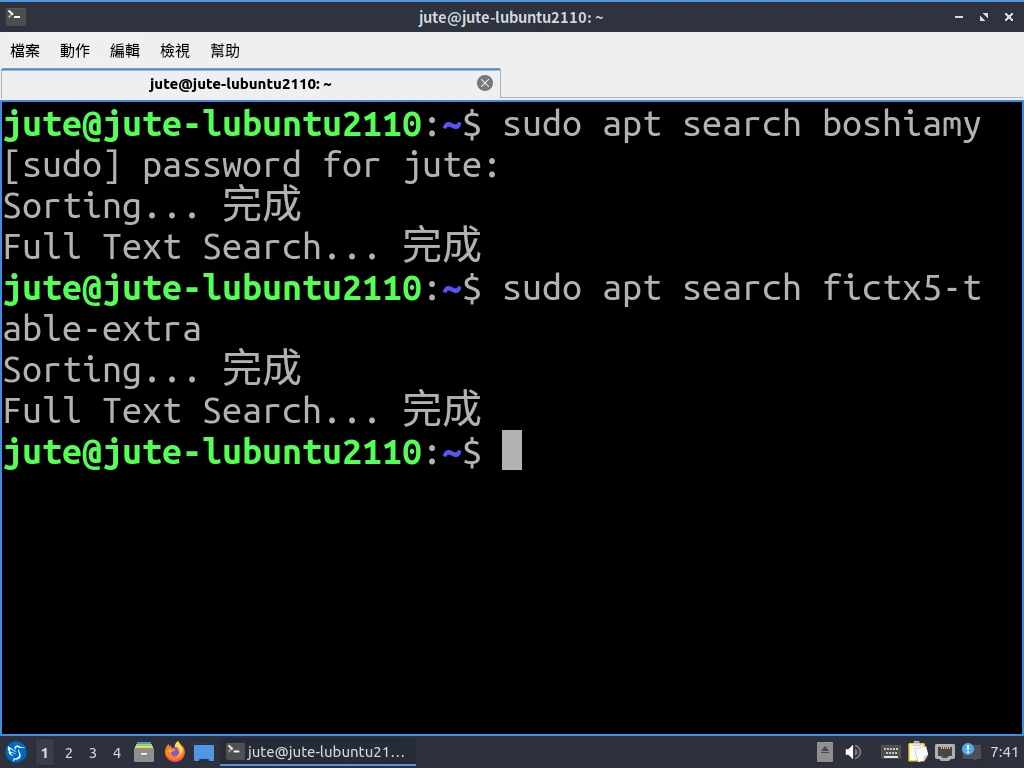 jute@jute-lubuntu2110: ~
檔案 動作 編輯 檢視 幫助
jute@jute-lubuntu2110: ~
jute@jute-lubuntu2110:~$ sudo apt search boshiamy
[sudo] password for jute:
Sorting... 完成
Full Text Search... 完成
jute@jute-lubuntu2110:~$ sudo apt search fictx5-t
able-extra
Sorting... 完成
Full Text Search... 完成
jute@jute-lubuntu2110:~$
1 2 3 4 jute@jute-lubuntu21... 7:41